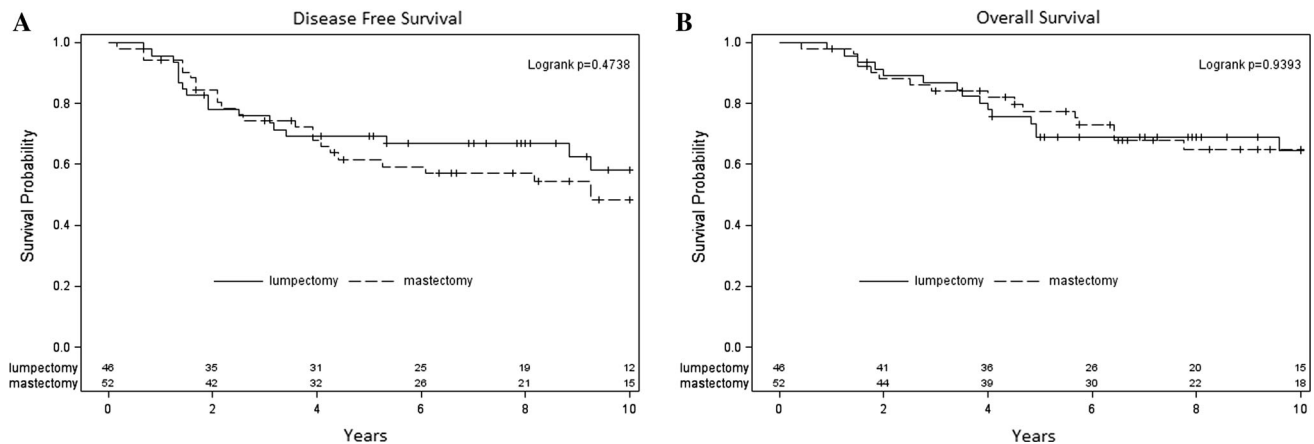 A
Disease Free Survival
Logrank p=0.4738
Survival Probability
1.0
0.8
0.6
0.4
0.2
0.0
lumpectomy mastectomy
lumpectomy 46 35 31 25 19 12
mastectomy 52 42 32 26 21 15
0 2 4 6 8 10
Years
B
Overall Survival
Logrank p=0.9393
Survival Probability
1.0
0.8
0.6
0.4
0.2
0.0
lumpectomy mastectomy
lumpectomy 46 41 36 26 20 15
mastectomy 52 44 39 30 22 18
0 2 4 6 8 10
Years